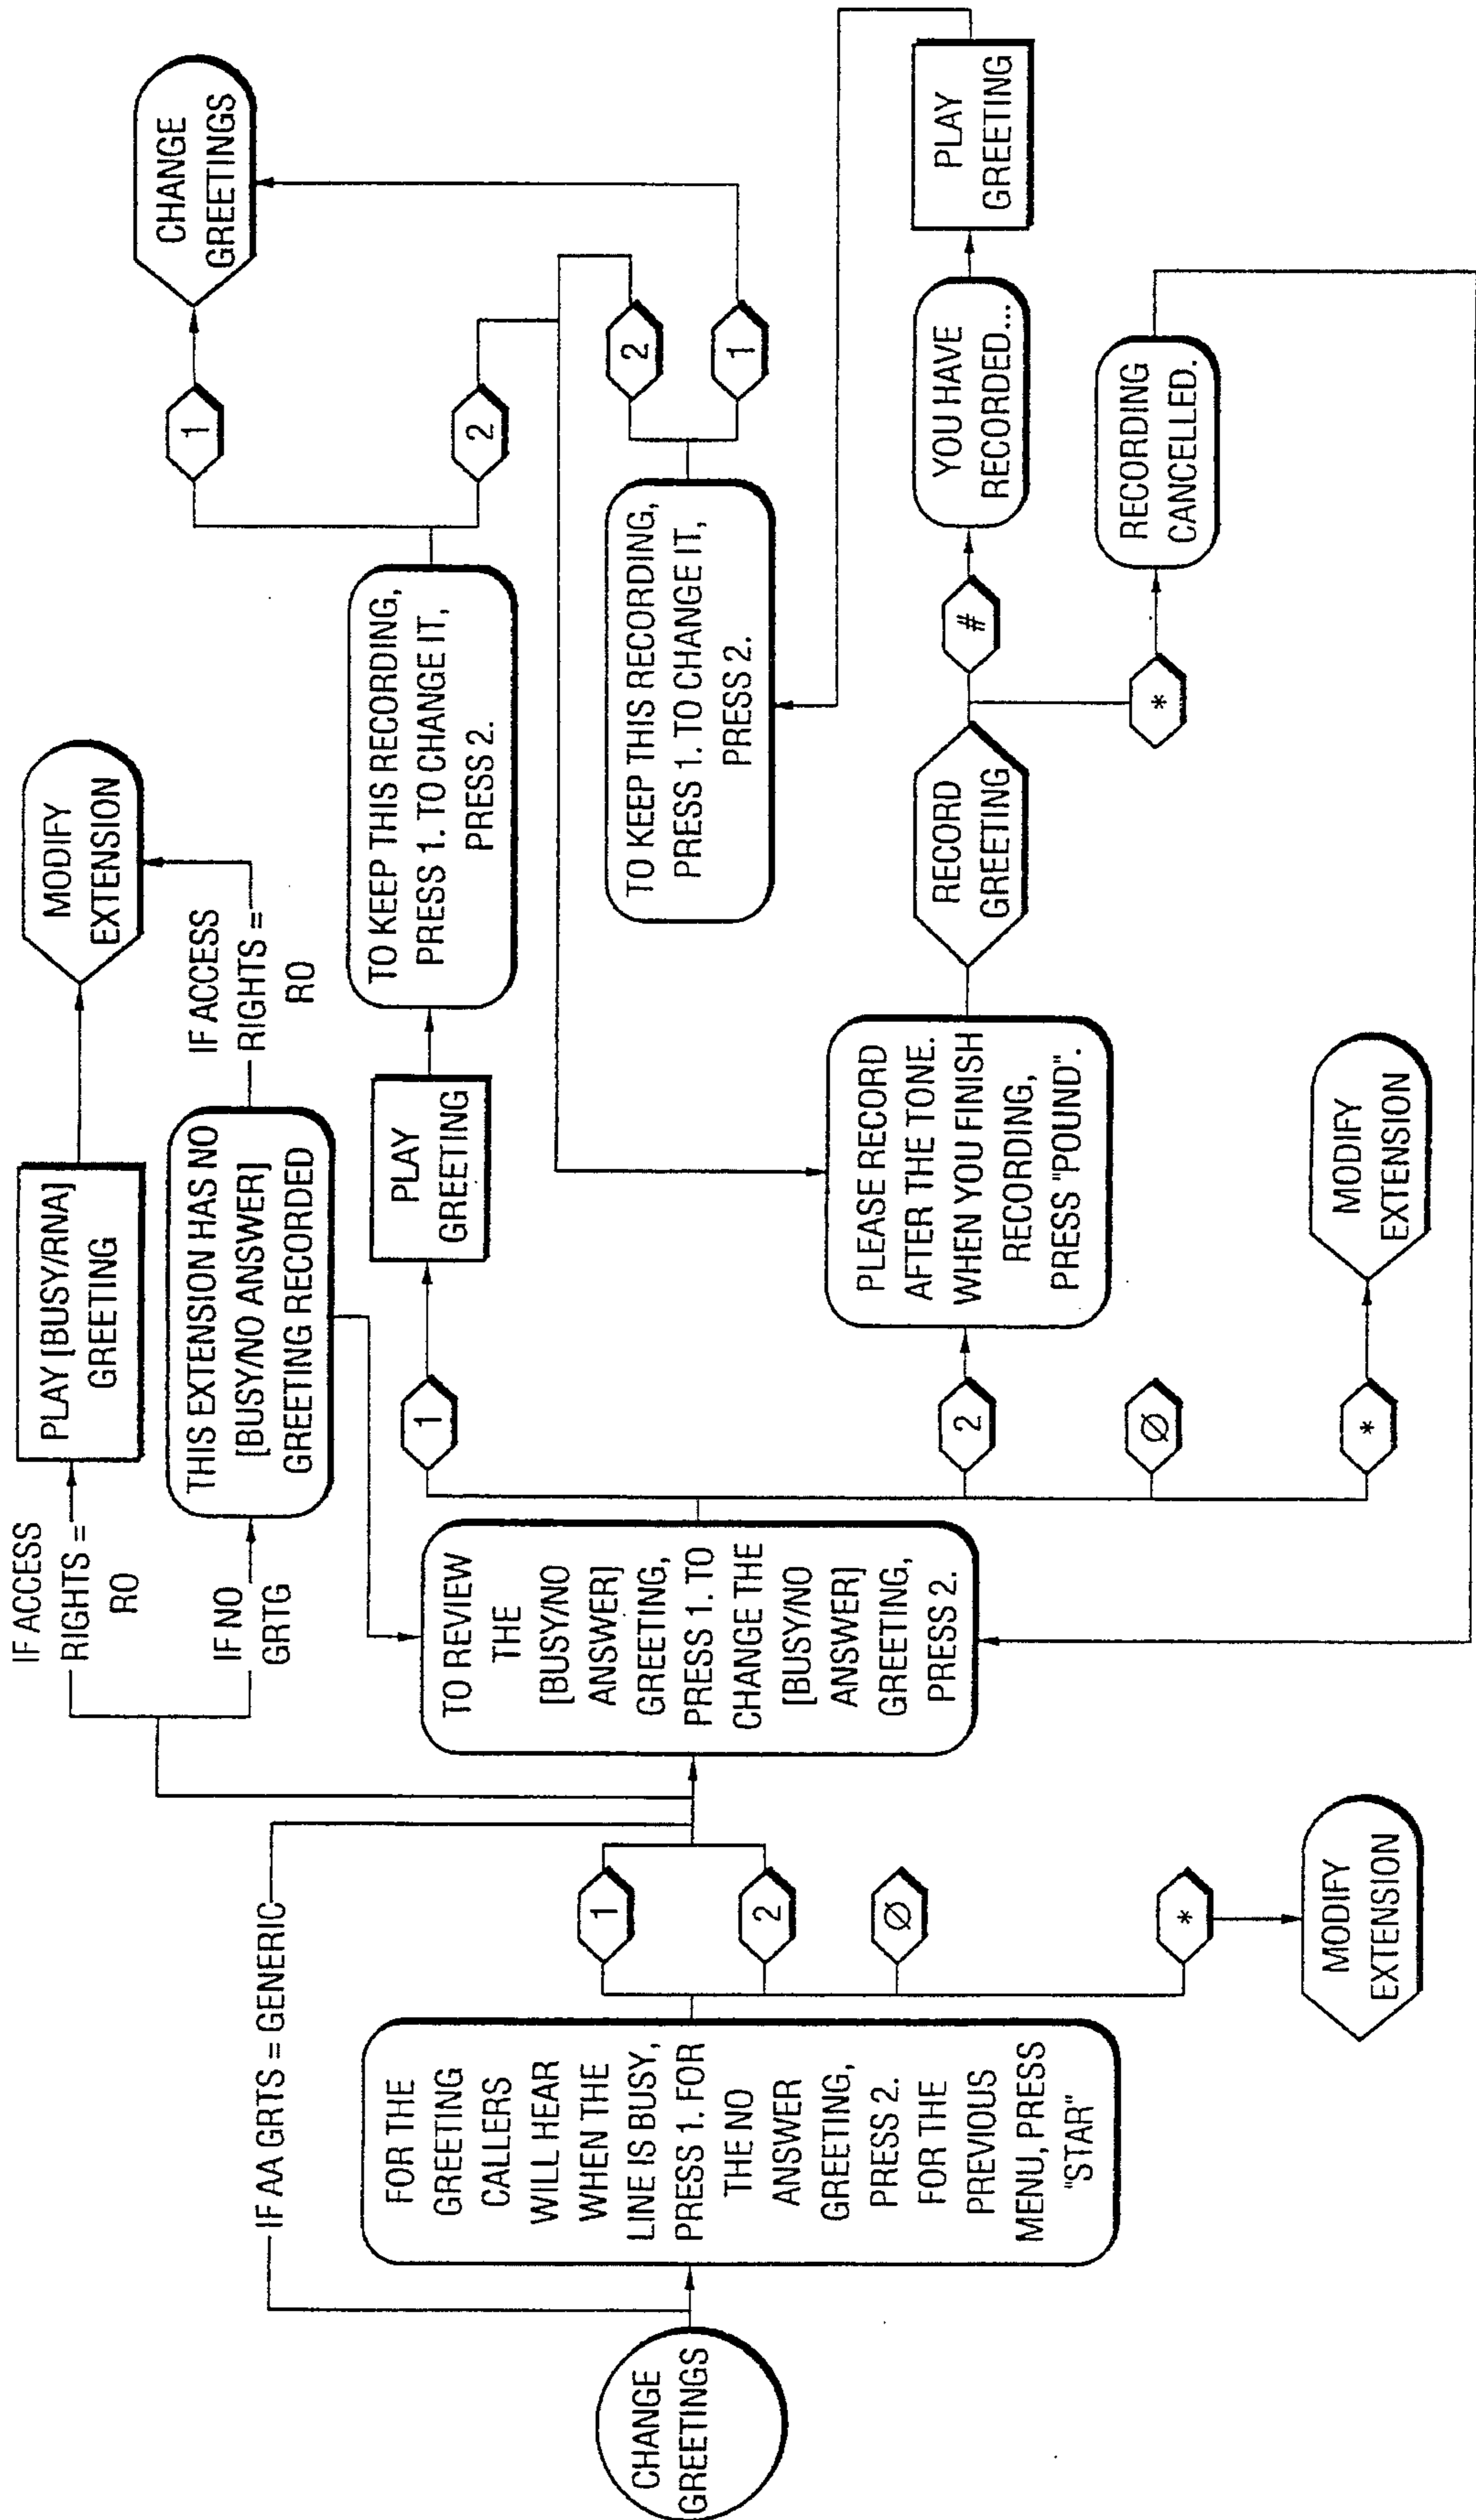 CHANGE
GREETINGS
IF AA GRTS = GENERIC
FOR THE
GREETING
CALLERS
WILL HEAR
WHEN THE
LINE IS BUSY,
PRESS 1. FOR
THE NO
ANSWER
GREETING,
PRESS 2.
FOR THE
PREVIOUS
MENU, PRESS
"STAR"
1
2
Ø
*
MODIFY
EXTENSION
IF ACCESS
RIGHTS =
RO
IF NO
GRTG
PLAY [BUSY/RNA]
GREETING
MODIFY
EXTENSION
THIS EXTENSION HAS NO
[BUSY/NO ANSWER]
GREETING RECORDED
IF ACCESS
RIGHTS =
RO
TO REVIEW
THE
[BUSY/NO
ANSWER]
GREETING,
PRESS 1. TO
CHANGE THE
[BUSY/NO
ANSWER]
GREETING,
PRESS 2.
1
2
Ø
*
PLAY
GREETING
TO KEEP THIS RECORDING,
PRESS 1. TO CHANGE IT,
PRESS 2.
1
2
CHANGE
GREETINGS
PLEASE RECORD
AFTER THE TONE.
WHEN YOU FINISH
RECORDING,
PRESS "POUND".
RECORD
GREETING
#
*
YOU HAVE
RECORDED...
PLAY
GREETING
RECORDING
CANCELLED.
TO KEEP THIS RECORDING,
PRESS 1. TO CHANGE IT,
PRESS 2.
2
1
MODIFY
EXTENSION